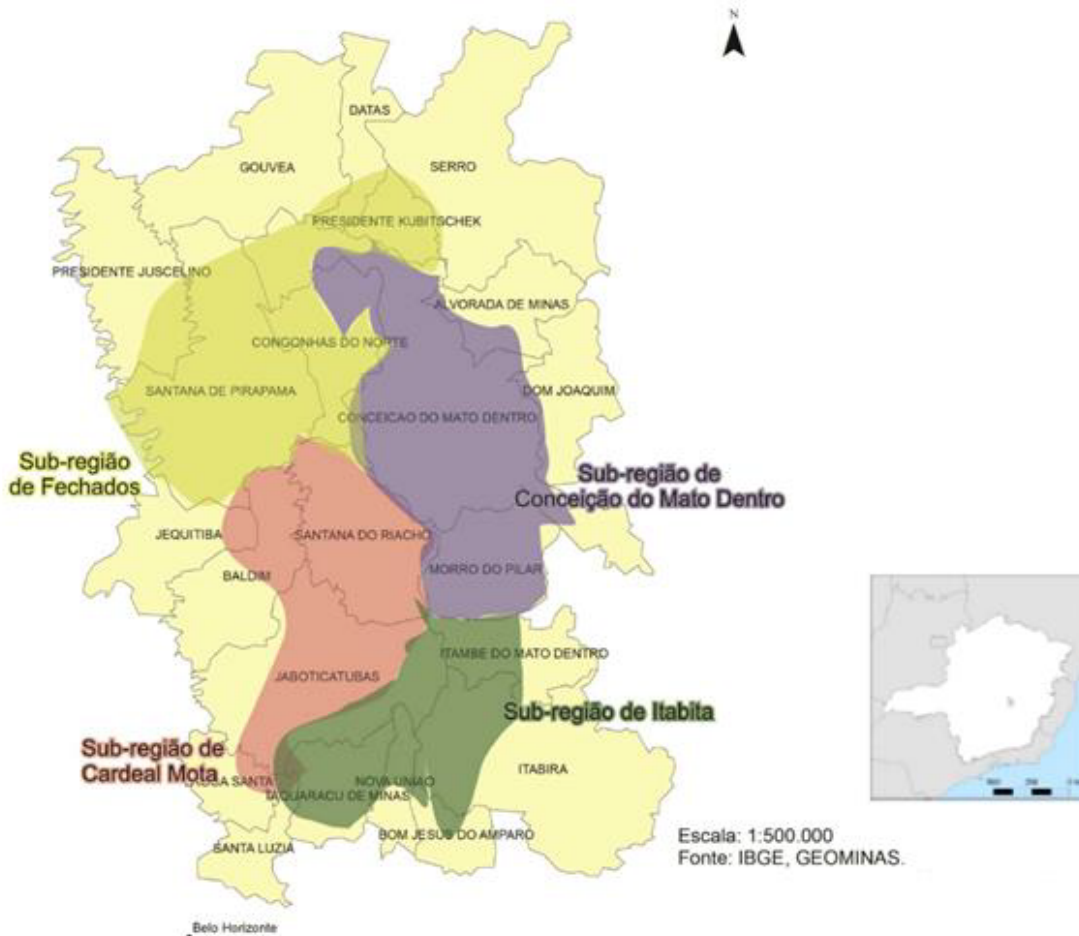 N
DATAS
GOUVEA
SERRO
PRESIDENTE KUBITSCHEK
PRESIDENTE JUSCELINO
ALVORADA DE MINAS
CONGONHAS DO NORTE
SANTANA DE PIRAPAMA
DOM JOAQUIM
CONCEICAO DO MATO DENTRO
Sub-região
de Fechados
Sub-região de
Conceição do Mato Dentro
JEQUITIBA
SANTANA DO RIACHO
BALDIM
MORRO DO PILAR
ITAMBE DO MATO DENTRO
JABOTICATUBAS
Sub-região de Itabita
Sub-região de
Cardeal Mota
LAGOA SANTA
NOVA UNIAO
ITABIRA
TAQUARACU DE MINAS
BOM JESUS DO AMPARO
SANTA LUZIA
Escala: 1:500.000
Fonte: IBGE, GEOMINAS.
Belo Horizonte